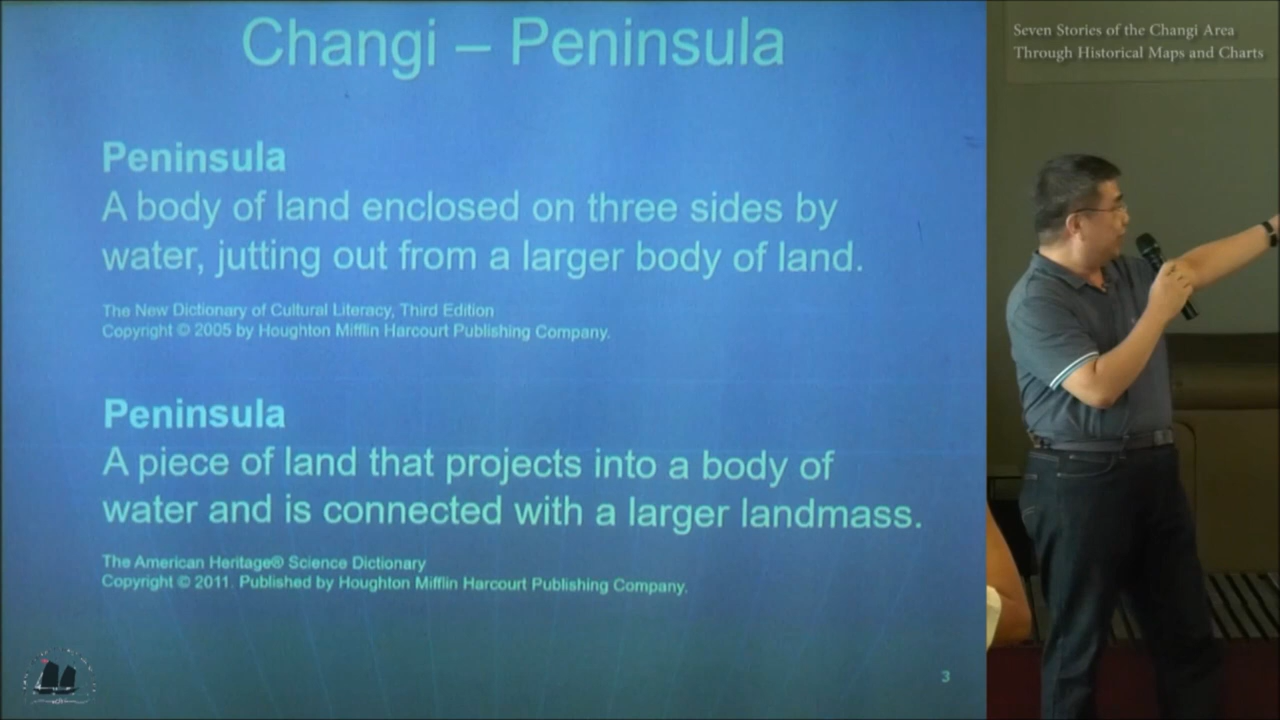 Changi – Peninsula
Seven Stories of the Changi Area
Through Historical Maps and Charts
Peninsula
A body of land enclosed on three sides by
water, jutting out from a larger body of land.
The New Dictionary of Cultural Literacy, Third Edition
Copyright © 2005 by Houghton Mifflin Harcourt Publishing Company.
Peninsula
A piece of land that projects into a body of
water and is connected with a larger landmass.
The American Heritage® Science Dictionary
Copyright © 2011. Published by Houghton Mifflin Harcourt Publishing Company.
3